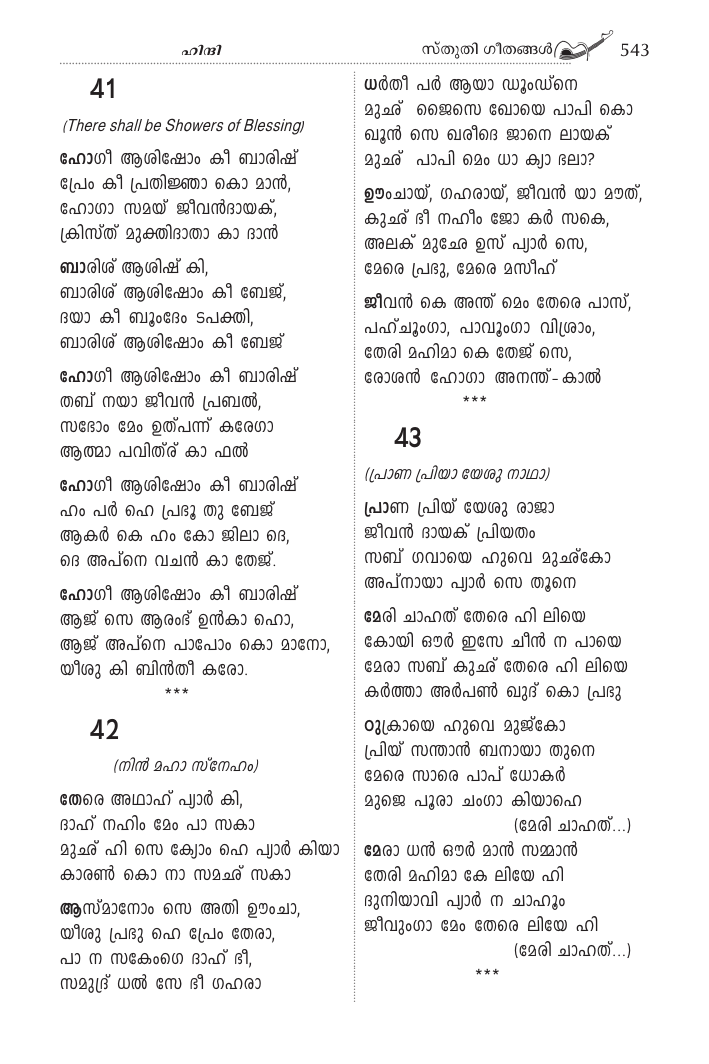 ഹിന്ദി
സ്തുതി ഗീതങ്ങൾ 543
41
(There shall be Showers of Blessing)
ഹോഗീ ആശിഷോം കീ ബാരിഷ്
പ്രേം കീ പ്രതിജ്ഞാ കൊ മാൻ,
ഹോഗാ സമയ് ജീവൻദായക്,
ക്രിസ്ത് മുക്തിദാതാ കാ ദാൻ
ബാരിശ് ആശിഷ് കി,
ബാരിശ് ആശിഷോം കീ ബേജ്,
ദയാ കീ ബൂംദേം ടപക്തി,
ബാരിശ് ആശിഷോം കീ ബേജ്
ഹോഗീ ആശിഷോം കീ ബാരിഷ്
തബ് നയാ ജീവൻ പ്രബൽ,
സഭോം മേം ഉത്പന്ന് കരേഗാ
ആത്മാ പവിത്ര് കാ ഫൽ
ഹോഗീ ആശിഷോം കീ ബാരിഷ്
ഹം പർ ഹെ പ്രഭൂ തു ബേജ്
ആകർ കെ ഹം കോ ജിലാ ദെ,
ദെ അപ്നെ വചൻ കാ തേജ്.
ഹോഗീ ആശിഷോം കീ ബാരിഷ്
ആജ് സെ ആരംഭ് ഉൻകാ ഹൊ,
ആജ് അപ്നെ പാപോം കൊ മാനോ,
യീശു കി ബിൻതീ കരോ.
***
42
(നിൻ മഹാ സ്നേഹം)
തേരെ അഥാഹ് പ്യാർ കി,
ദാഹ് നഹിം മേം പാ സകാ
മുഛ് ഹി സെ ക്യോം ഹെ പ്യാർ കിയാ
കാരൺ കൊ നാ സമഛ് സകാ
ആസ്മാനോം സെ അതി ഊംചാ,
യീശു പ്രഭു ഹെ പ്രേം തേരാ,
പാ ന സകേംഗെ ദാഹ് ഭീ,
സമുദ്ര് ധൽ സേ ഭീ ഗഹരാ
ധർതീ പർ ആയാ ഡൂംഡ്നെ
മുഛ് ജൈസെ ഖോയെ പാപി കൊ
ഖൂൻ സെ ഖരീദെ ജാനെ ലായക്
മുഛ് പാപി മെം ധാ ക്യാ ഭലാ?
ഊംചായ്, ഗഹരായ്, ജീവൻ യാ മൗത്,
കുഛ് ഭീ നഹീം ജോ കർ സകെ,
അലക് മുഛേ ഉസ് പ്യാർ സെ,
മേരെ പ്രഭു, മേരെ മസീഹ്
ജീവൻ കെ അന്ത് മെം തേരെ പാസ്,
പഹ്ചൂംഗാ, പാവൂംഗാ വിശ്രാം,
തേരി മഹിമാ കെ തേജ് സെ,
രോശൻ ഹോഗാ അനന്ത്-കാൽ
***
43
(പ്രാണ പ്രിയാ യേശു നാഥാ)
പ്രാണ പ്രിയ് യേശു രാജാ
ജീവൻ ദായക് പ്രിയതം
സബ് ഗവായെ ഹുവെ മുഛ്കോ
അപ്നായാ പ്യാർ സെ തൂനെ
മേരി ചാഹത് തേരെ ഹി ലിയെ
കോയി ഔർ ഇസേ ചീൻ ന പായെ
മേരാ സബ് കുഛ് തേരെ ഹി ലിയെ
കർത്താ അർപൺ ഖുദ് കൊ പ്രഭു
ഠുക്രായെ ഹുവെ മുജ്കോ
പ്രിയ് സന്താൻ ബനായാ തുനെ
മേരെ സാരെ പാപ് ധോകർ
മുജെ പൂരാ ചംഗാ കിയാഹെ
(മേരി ചാഹത്...)
മേരാ ധൻ ഔർ മാൻ സമ്മാൻ
തേരി മഹിമാ കേ ലിയേ ഹി
ദുനിയാവി പ്യാർ ന ചാഹൂം
ജീവുംഗാ മേം തേരെ ലിയേ ഹി
(മേരി ചാഹത്...)
***